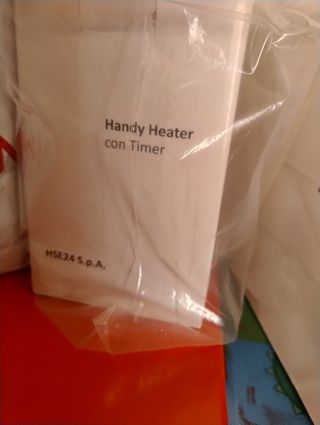 Handy Heater
con Timer
HSE24 S.p.A.